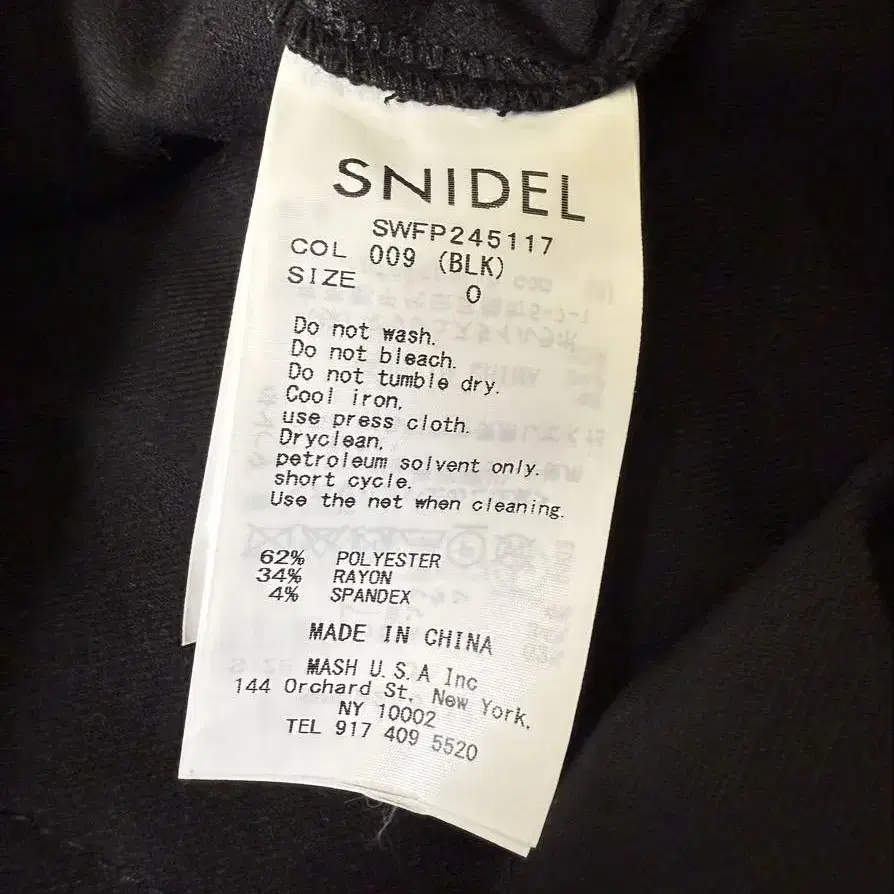 SNIDEL
SWFP245117
COL 009 (BLK)
SIZE 0
Do not wash.
Do not bleach.
Do not tumble dry.
Cool iron,
use press cloth.
Dryclean,
petroleum solvent only.
short cycle.
Use the net when cleaning.
62% POLYESTER
34% RAYON
4% SPANDEX
MADE IN CHINA
MASH U.S.A Inc
144 Orchard St, New York,
NY 10002
TEL 917 409 5520